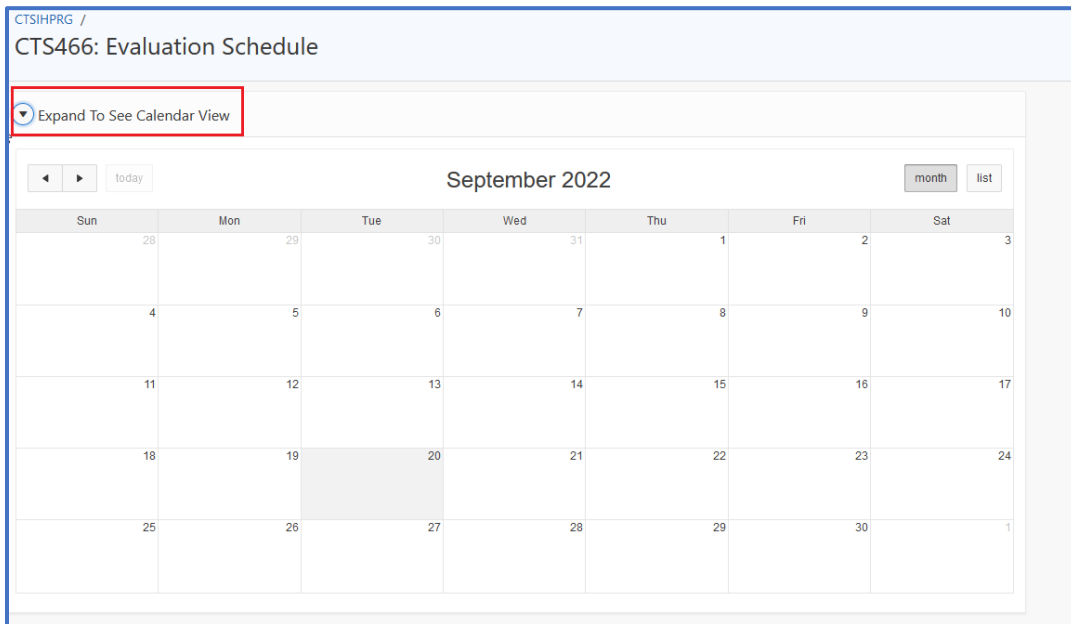 CTSIHPRG /
CTS466: Evaluation Schedule
Expand To See Calendar View
today September 2022 month list
Sun Mon Tue Wed Thu Fri Sat
28 29 30 31 1 2 3
4 5 6 7 8 9 10
11 12 13 14 15 16 17
18 19 20 21 22 23 24
25 26 27 28 29 30 1